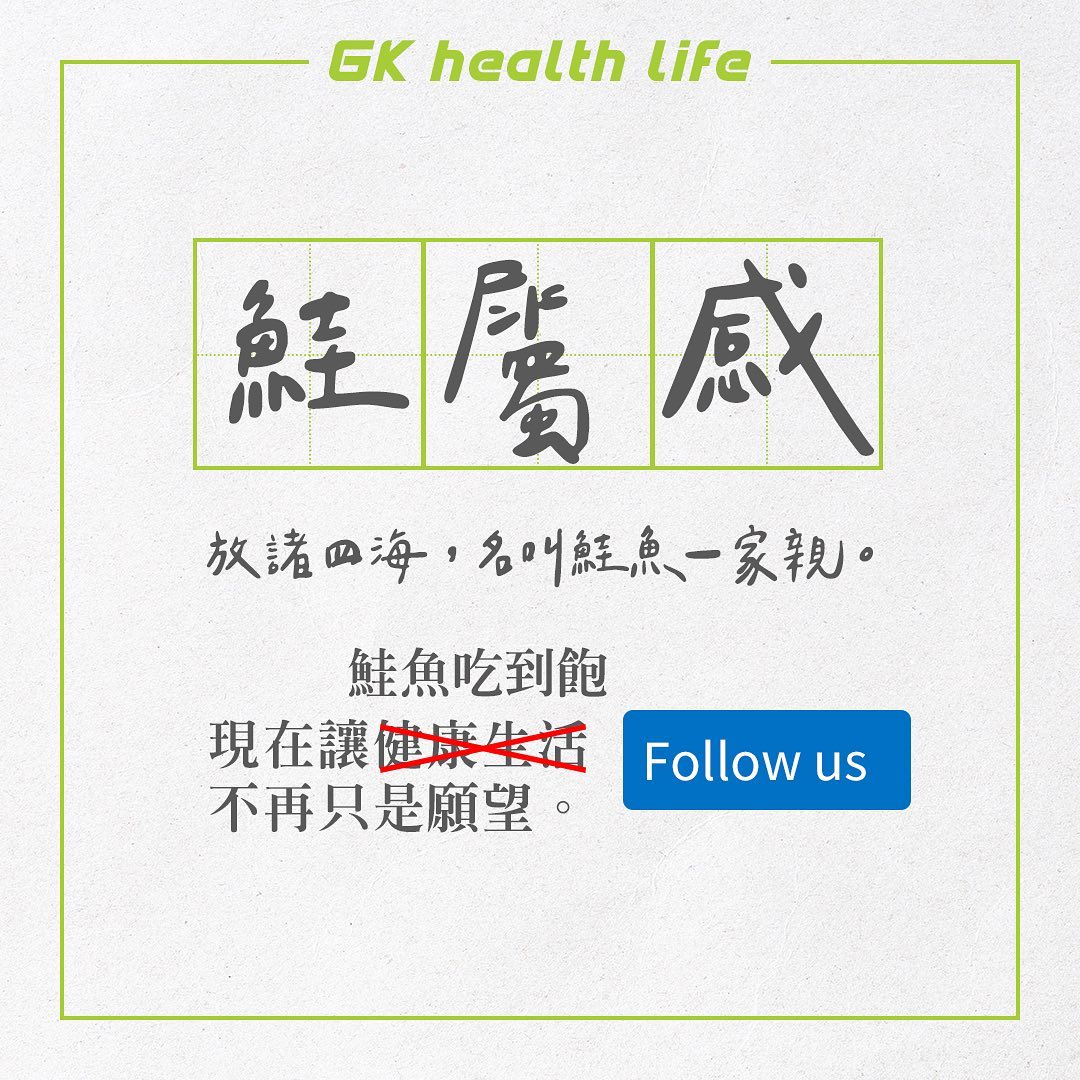 GK health life
鮭屬感
放諸四海，名叫鮭魚一家親。
鮭魚吃到飽
現在讓健康生活
不再只是願望。
Follow us